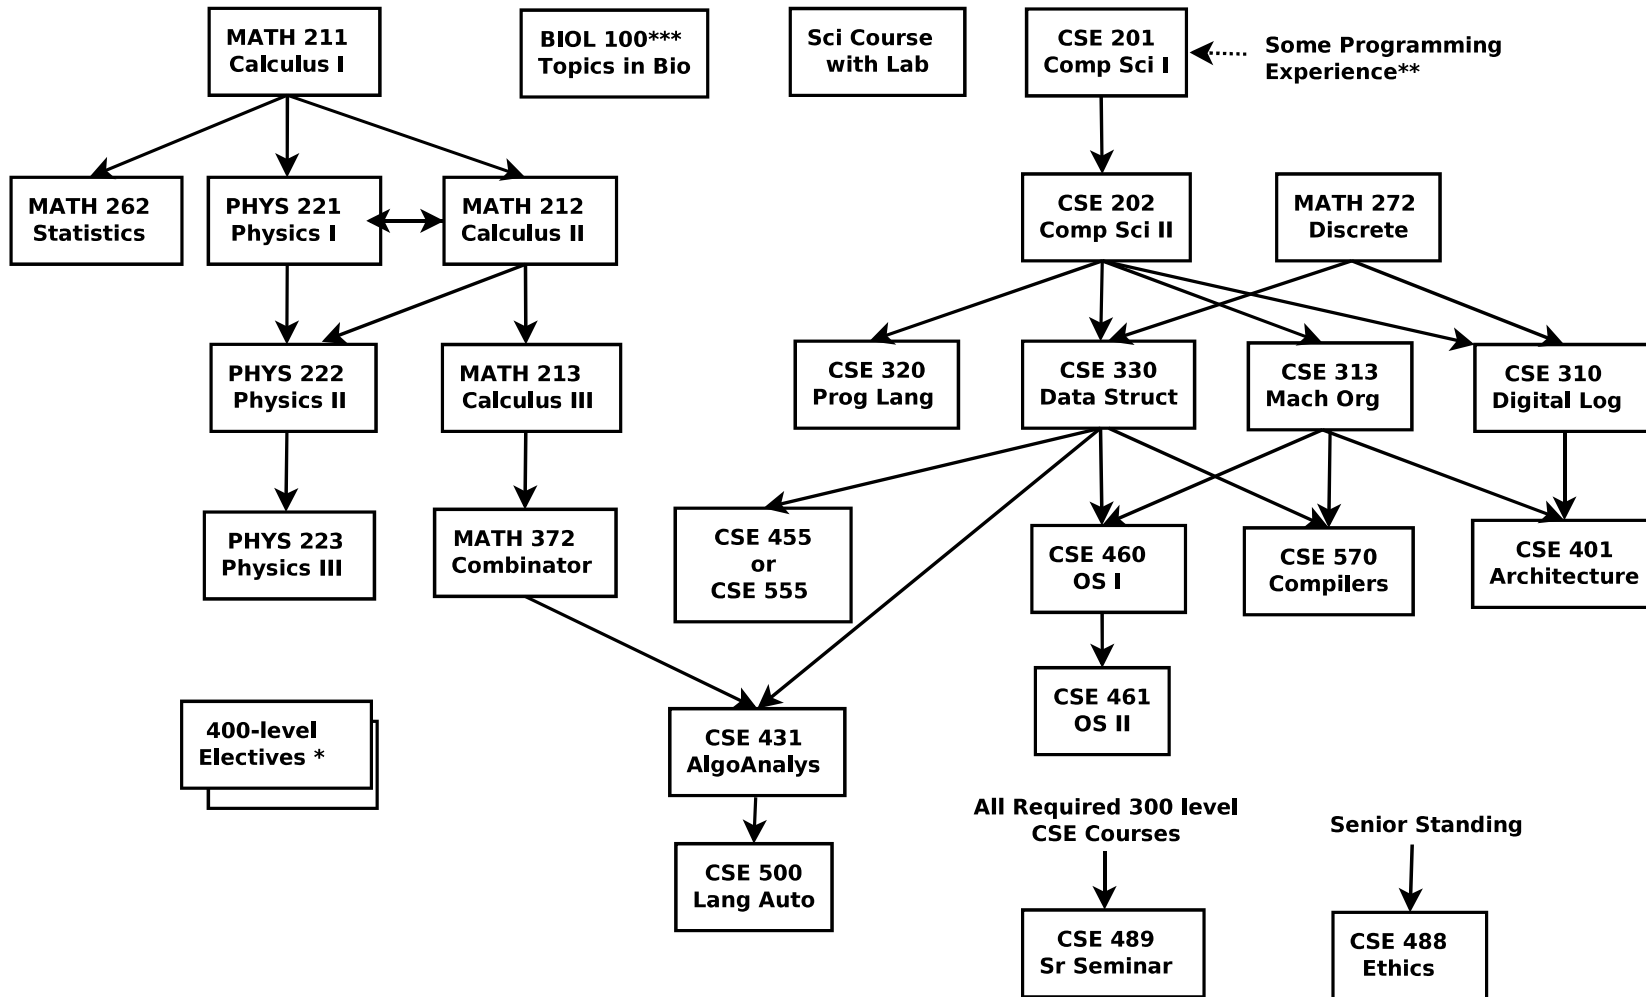 MATH 211
Calculus I
BIOL 100***
Topics in Bio
Sci Course
with Lab
CSE 201
Comp Sci I
Some Programming
Experience**
MATH 262
Statistics
PHYS 221
Physics I
MATH 212
Calculus II
CSE 202
Comp Sci II
MATH 272
Discrete
PHYS 222
Physics II
MATH 213
Calculus III
CSE 320
Prog Lang
CSE 330
Data Struct
CSE 313
Mach Org
CSE 310
Digital Log
PHYS 223
Physics III
MATH 372
Combinator
CSE 455
or
CSE 555
CSE 460
OS I
CSE 570
Compilers
CSE 401
Architecture
400-level
Electives *
CSE 431
AlgoAnalys
CSE 461
OS II
CSE 500
Lang Auto
All Required 300 level
CSE Courses
Senior Standing
CSE 489
Sr Seminar
CSE 488
Ethics